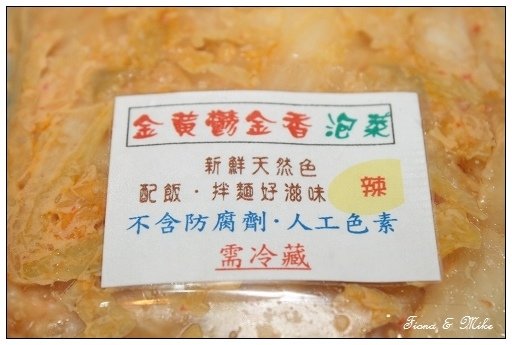 金黃鬱金香泡菜
新鮮天然色
配飯·拌麵好滋味
辣
不含防腐劑·人工色素
需冷藏
Fiona & Mike